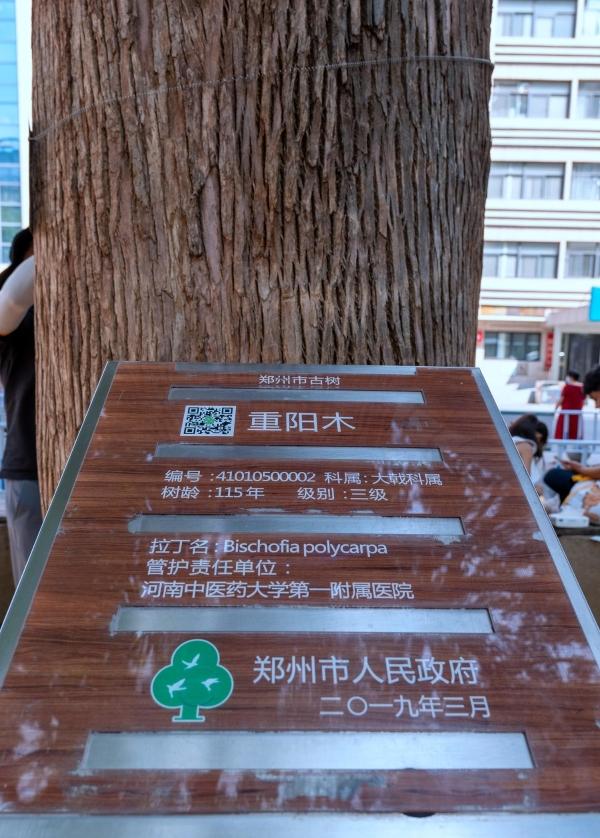 郑州市古树
重阳木
编号:41010500002 科属:大戟科属
树龄:115年 级别:三级
拉丁名:Bischofia polycarpa
管护责任单位:
河南中医药大学第一附属医院
郑州市人民政府
二〇一九年三月